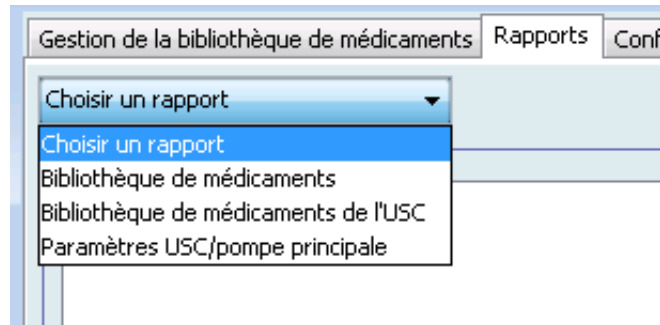 Gestion de la bibliothèque de médicaments Rapports Conf
Choisir un rapport
Choisir un rapport
Bibliothèque de médicaments
Bibliothèque de médicaments de l'USC
Paramètres USC/pompe principale